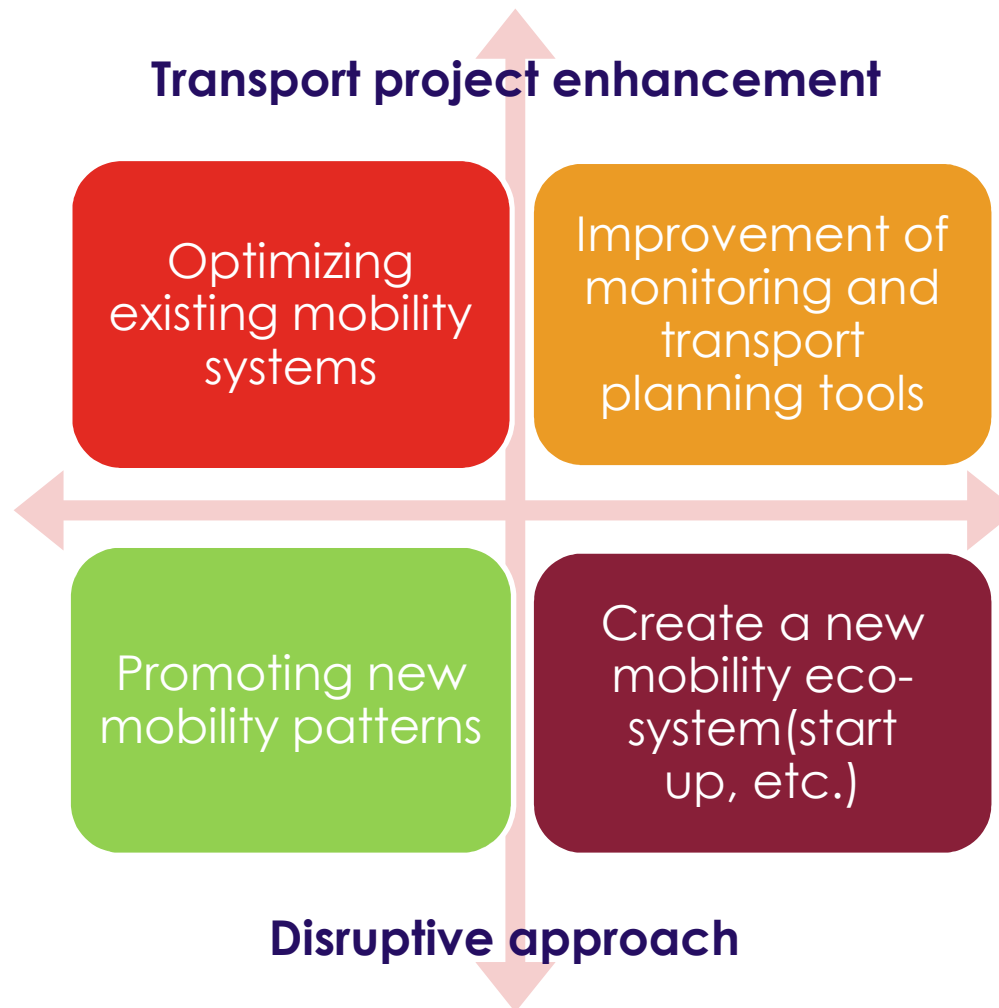 Transport project enhancement
Optimizing
existing mobility
systems
Improvement of
monitoring and
transport
planning tools
Promoting new
mobility patterns
Create a new
mobility eco-
system(start
up, etc.)
Disruptive approach